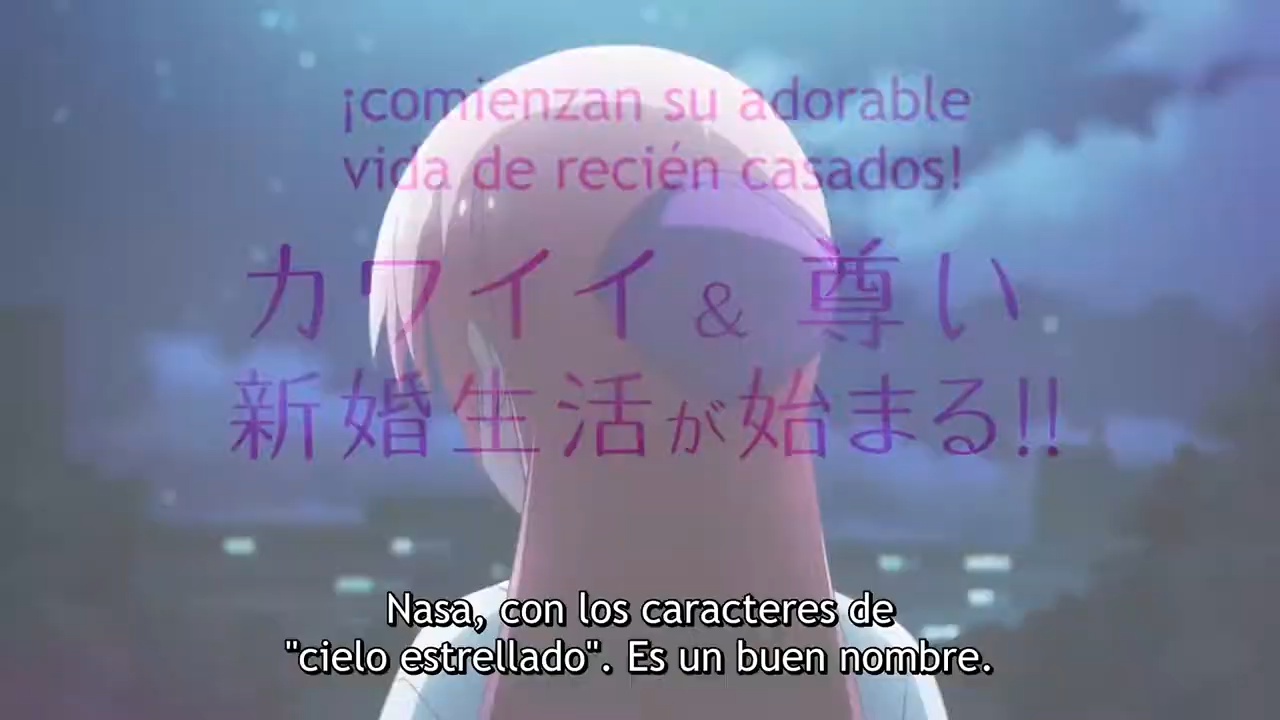 ¡comienzan su adorable
vida de recién casados!
カワイイ & 尊い
新婚生活が始まる!!
Nasa, con los caracteres de
"cielo estrellado". Es un buen nombre.